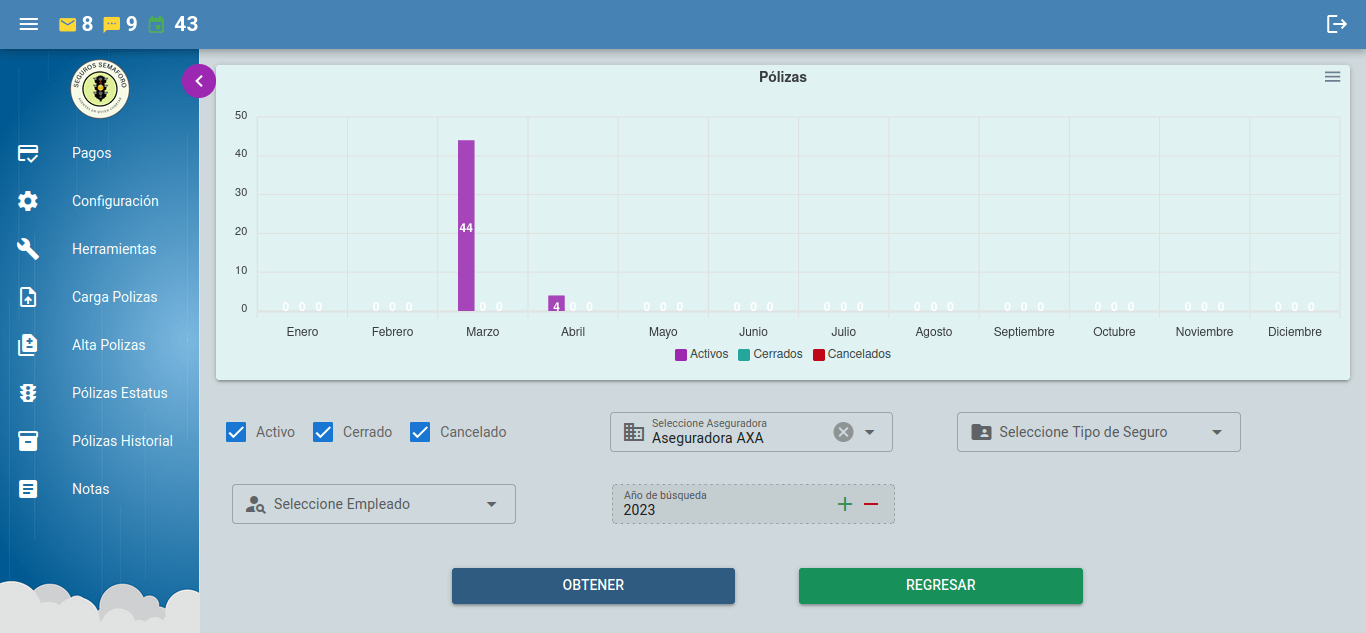 8 9 43
SEGUROS SEMAFORO
Pagos
Configuración
Herramientas
Carga Polizas
Alta Polizas
Pólizas Estatus
Pólizas Historial
Notas
Pólizas
50
40
30
20
10
0
44
0 0 0 0 0 0 0 0 4 0 0 0 0 0 0 0 0 0 0 0 0 0 0 0 0 0 0 0 0 0 0 0 0 0 0
Enero Febrero Marzo Abril Mayo Junio Julio Agosto Septiembre Octubre Noviembre Diciembre
Activos Cerrados Cancelados
Activo Cerrado Cancelado
Seleccione Aseguradora
Aseguradora AXA
Seleccione Tipo de Seguro
Seleccione Empleado
Año de búsqueda
2023
OBTENER REGRESAR